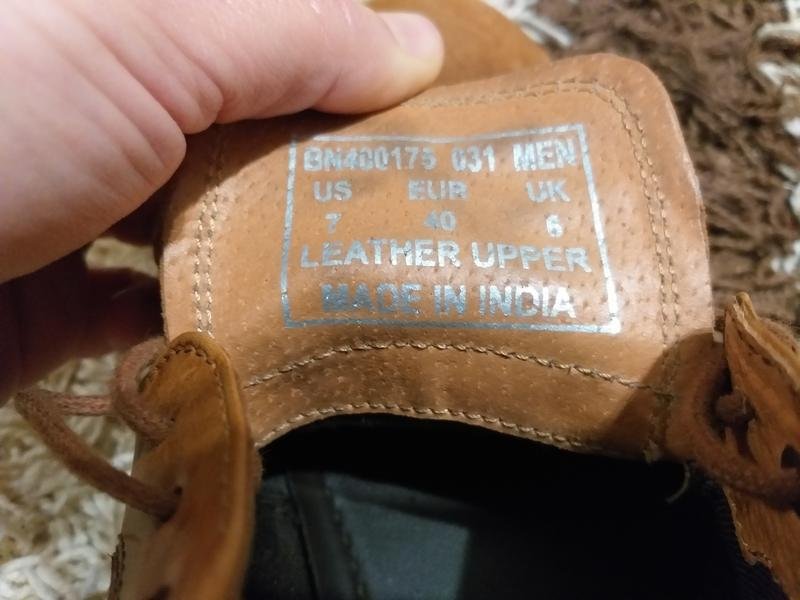 BN400175 031 MEN
US EUR UK
7 40 6
LEATHER UPPER
MADE IN INDIA